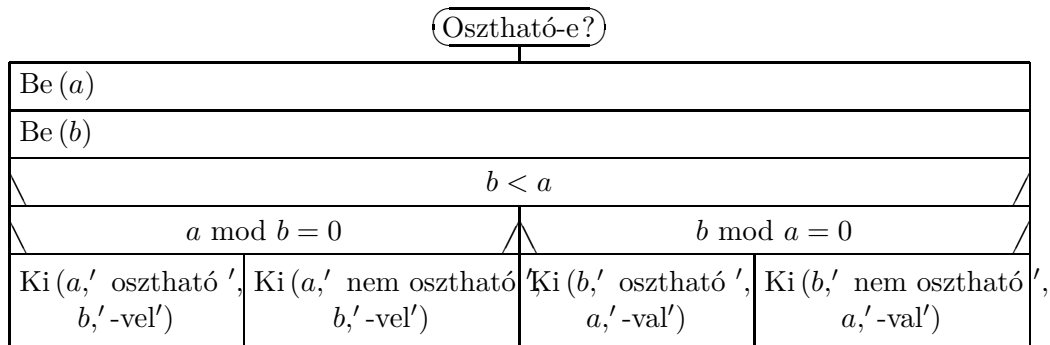 Osztható-e?
Be (a)
Be (b)
b < a
a mod b = 0
b mod a = 0
Ki (a,′ osztható ′,
b,′ -vel′)
Ki (a,′ nem osztható ′,
b,′ -vel′)
Ki (b,′ osztható ′,
a,′ -val′)
Ki (b,′ nem osztható ′,
a,′ -val′)